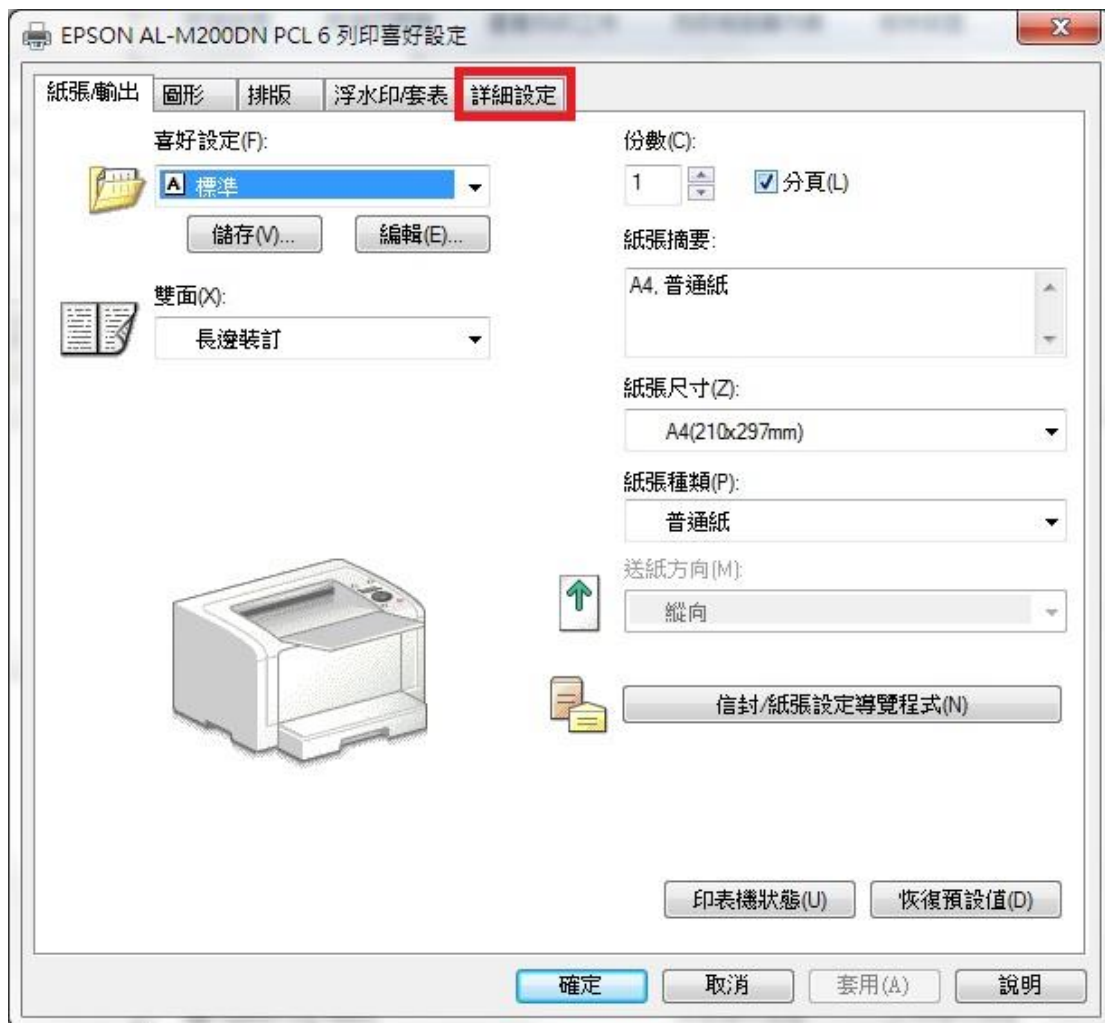 EPSON AL-M200DN PCL 6 列印喜好設定
紙張/輸出 圖形 排版 浮水印/套表 詳細設定
喜好設定(F):
標準
儲存(V)... 編輯(E)...
雙面(X):
長邊裝訂
份數(C):
1 分頁(L)
紙張摘要:
A4, 普通紙
紙張尺寸(Z):
A4(210x297mm)
紙張種類(P):
普通紙
送紙方向(M):
縱向
信封/紙張設定導覽程式(N)
印表機狀態(U) 恢復預設值(D)
確定 取消 套用(A) 說明